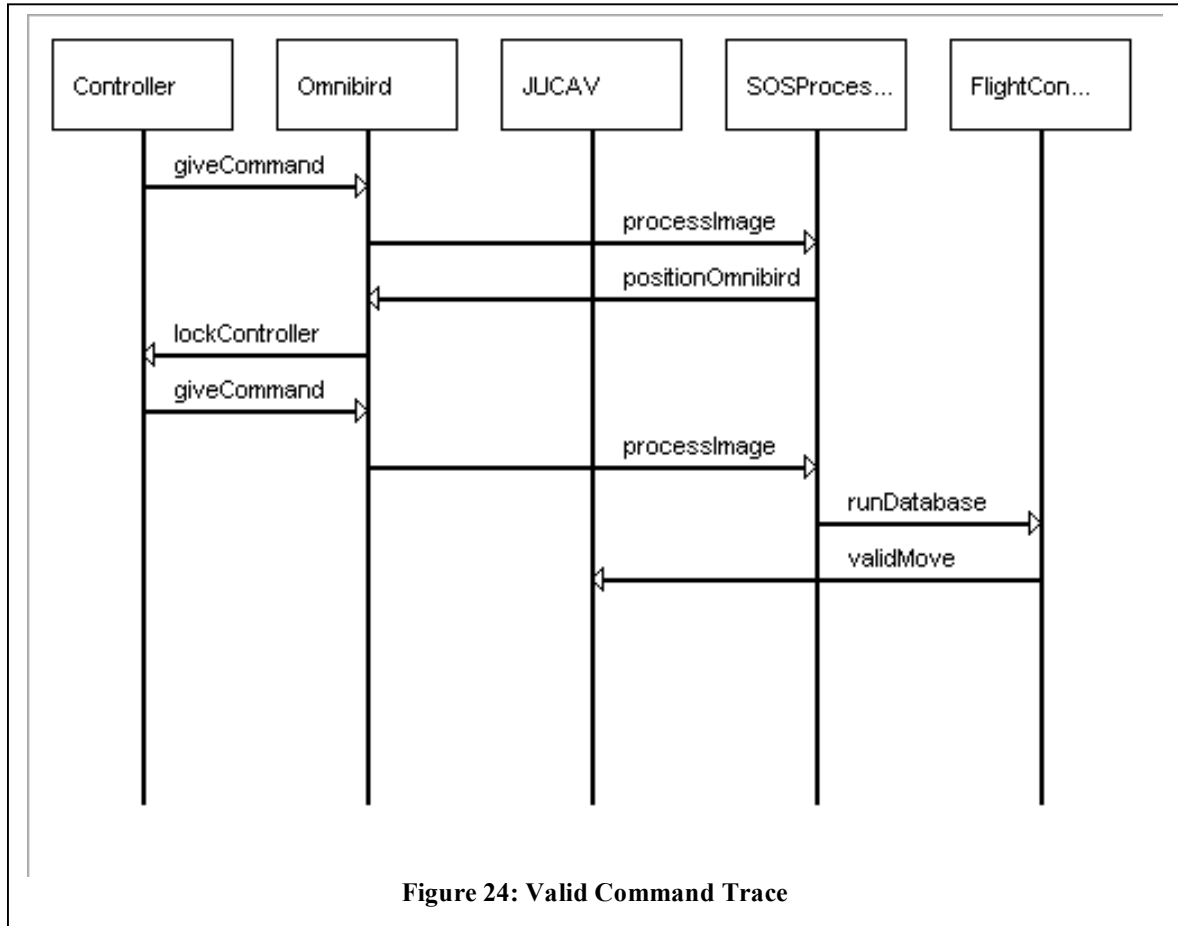 Controller
Omnibird
JUCAV
SOSProces...
FlightCon...
giveCommand
processImage
positionOmnibird
lockController
giveCommand
processImage
runDatabase
validMove
Figure 24: Valid Command Trace